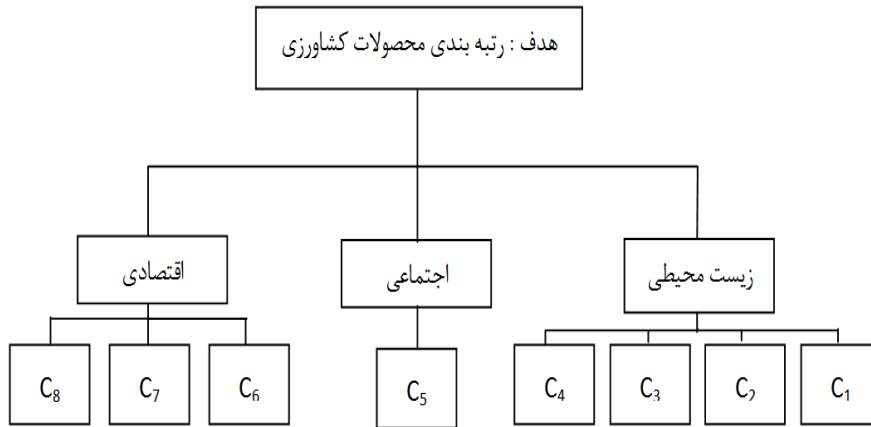 هدف : رتبه بندی محصولات کشاورزی
زیست محیطی
اجتماعی
اقتصادی
C₁
C₂
C₃
C₄
C₅
C₆
C₇
C₈